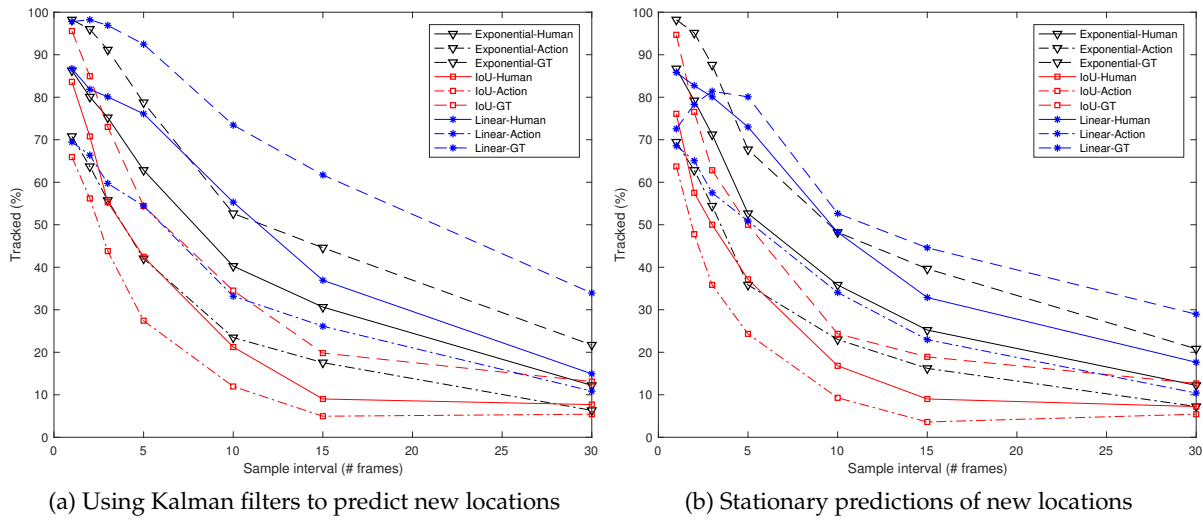 100
90
80
70
60
50
40
30
20
10
0
Tracked (%)
0
5
10
15
20
25
30
Sample interval (# frames)
Exponential-Human
Exponential-Action
Exponential-GT
IoU-Human
IoU-Action
IoU-GT
Linear-Human
Linear-Action
Linear-GT
(a) Using Kalman filters to predict new locations
100
90
80
70
60
50
40
30
20
10
0
Tracked (%)
0
5
10
15
20
25
30
Sample interval (# frames)
Exponential-Human
Exponential-Action
Exponential-GT
IoU-Human
IoU-Action
IoU-GT
Linear-Human
Linear-Action
Linear-GT
(b) Stationary predictions of new locations